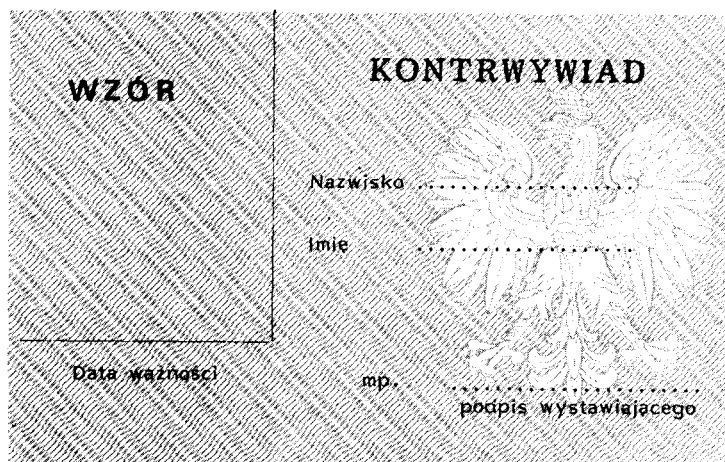 WZÓR
KONTRWYWIAD
Nazwisko ..............................
Imię ..............................
Data ważności
mp. ..............................
podpis wystawiającego